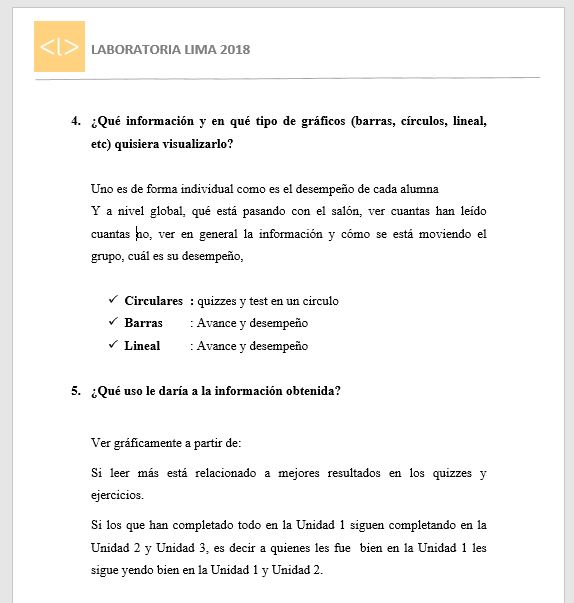 <L>
LABORATORIA LIMA 2018
4. ¿Qué información y en qué tipo de gráficos (barras, círculos, lineal,
etc) quisiera visualizarlo?
Uno es de forma individual como es el desempeño de cada alumna
Y a nivel global, qué está pasando con el salón, ver cuantas han leído
cuantas no, ver en general la información y cómo se está moviendo el
grupo, cuál es su desempeño,
✓ Circulares : quizzes y test en un circulo
✓ Barras : Avance y desempeño
✓ Lineal : Avance y desempeño
5. ¿Qué uso le daría a la información obtenida?
Ver gráficamente a partir de:
Si leer más está relacionado a mejores resultados en los quizzes y
ejercicios.
Si los que han completado todo en la Unidad 1 siguen completando en la
Unidad 2 y Unidad 3, es decir a quienes les fue bien en la Unidad 1 les
sigue yendo bien en la Unidad 1 y Unidad 2.